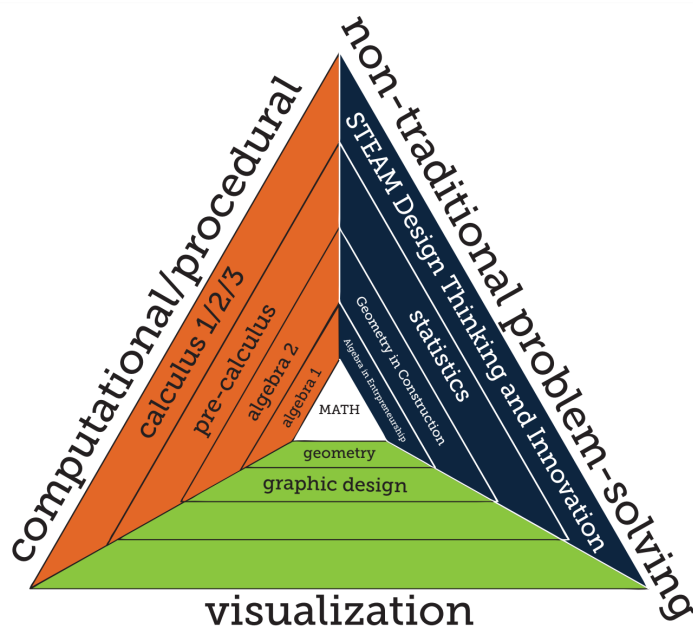 computational/procedural
non-traditional problem-solving
calculus 1/2/3
pre-calculus
algebra 2
algebra 1
STEAM Design Thinking and Innovation
statistics
Geometry in Construction
Algebra in Entrpreneurship
MATH
geometry
graphic design
visualization